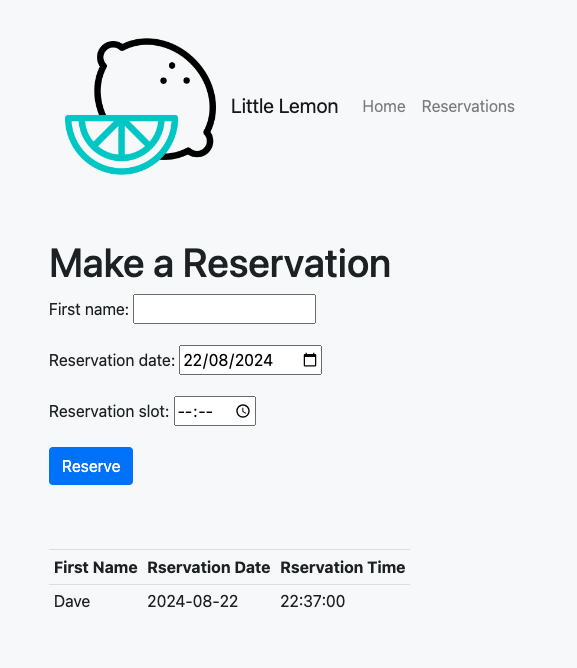 Little Lemon Home Reservations
Make a Reservation
First name:
Reservation date: 22/08/2024
Reservation slot: --:--
Reserve
First Name Rservation Date Rservation Time
Dave 2024-08-22 22:37:00